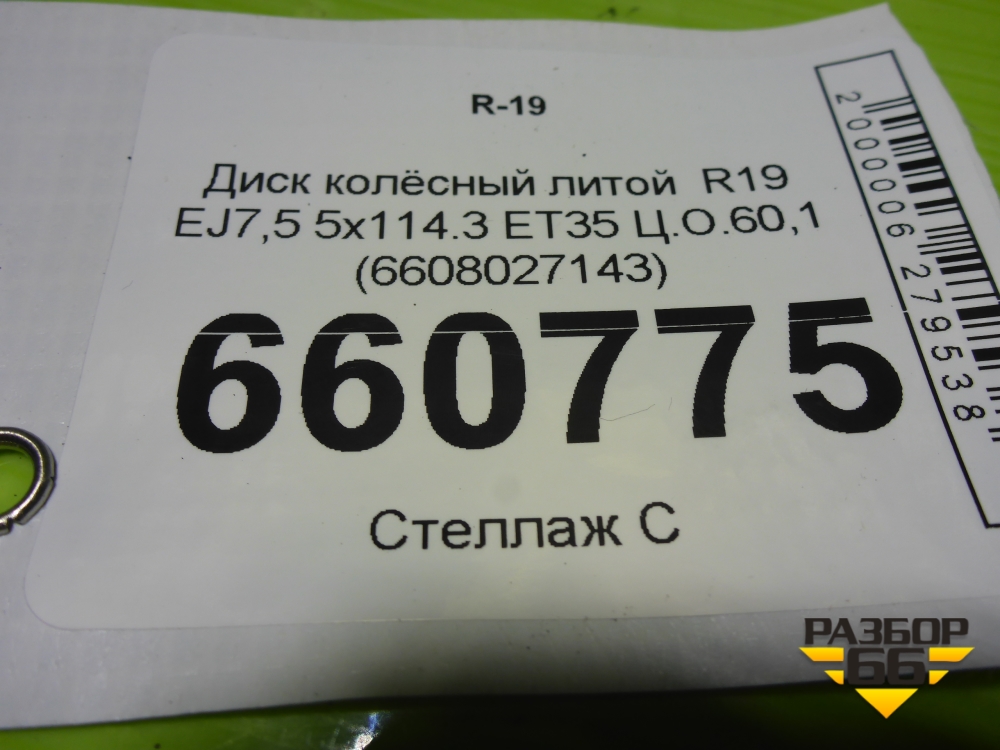 R-19
Диск колёсный литой R19
EJ7,5 5x114.3 ET35 Ц.О.60,1
(6608027143)
660775
Стеллаж С
2000006279538
РАЗБОР
66